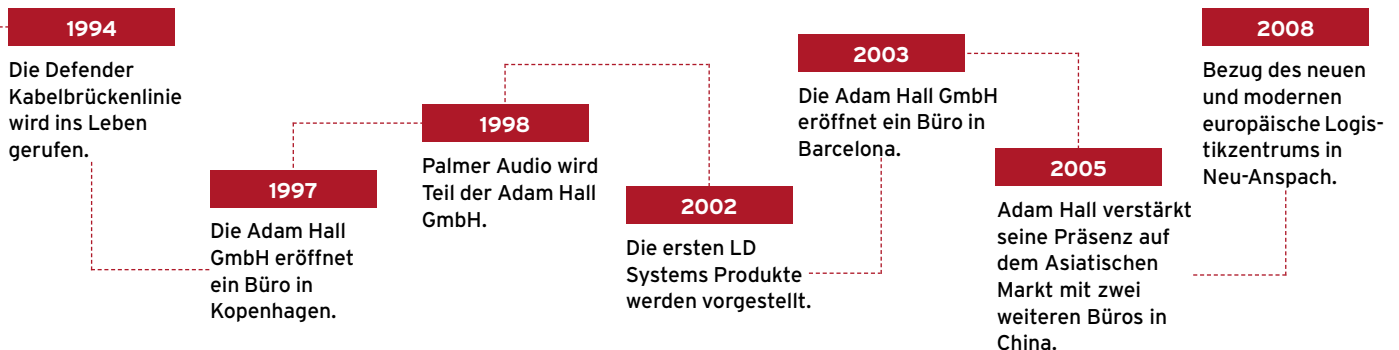 1994
Die Defender
Kabelbrückenlinie
wird ins Leben
gerufen.
1997
Die Adam Hall
GmbH eröffnet
ein Büro in
Kopenhagen.
1998
Palmer Audio wird
Teil der Adam Hall
GmbH.
2002
Die ersten LD
Systems Produkte
werden vorgestellt.
2003
Die Adam Hall GmbH
eröffnet ein Büro in
Barcelona.
2005
Adam Hall verstärkt
seine Präsenz auf
dem Asiatischen
Markt mit zwei
weiteren Büros in
China.
2008
Bezug des neuen
und modernen
europäische Logis-
tikzentrums in
Neu-Anspach.